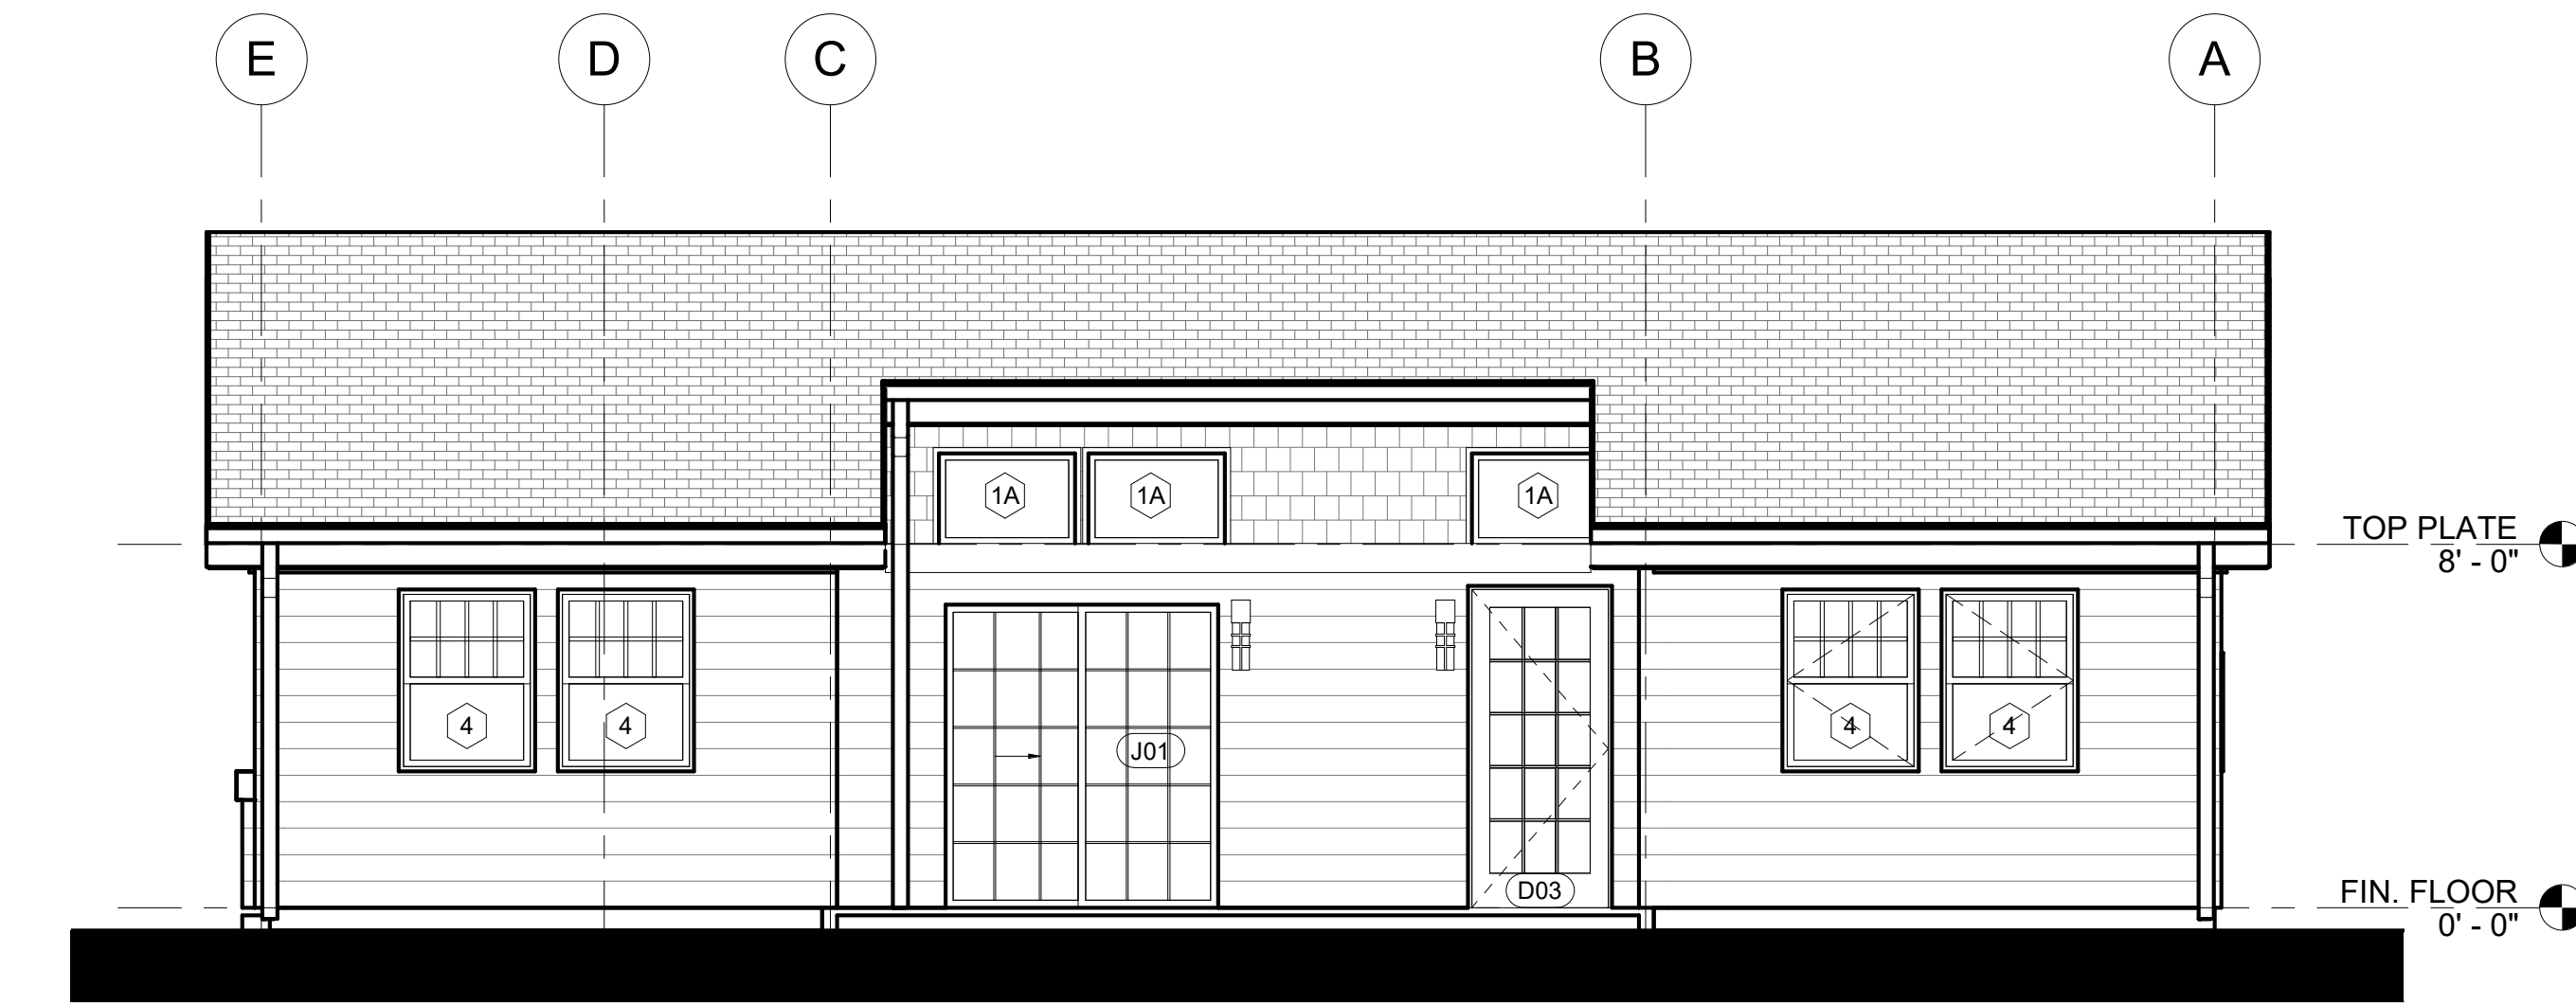 E D C B A
1A 1A 1A
TOP PLATE
8' - 0"
4 4 4 4
J01
D03
FIN. FLOOR
0' - 0"